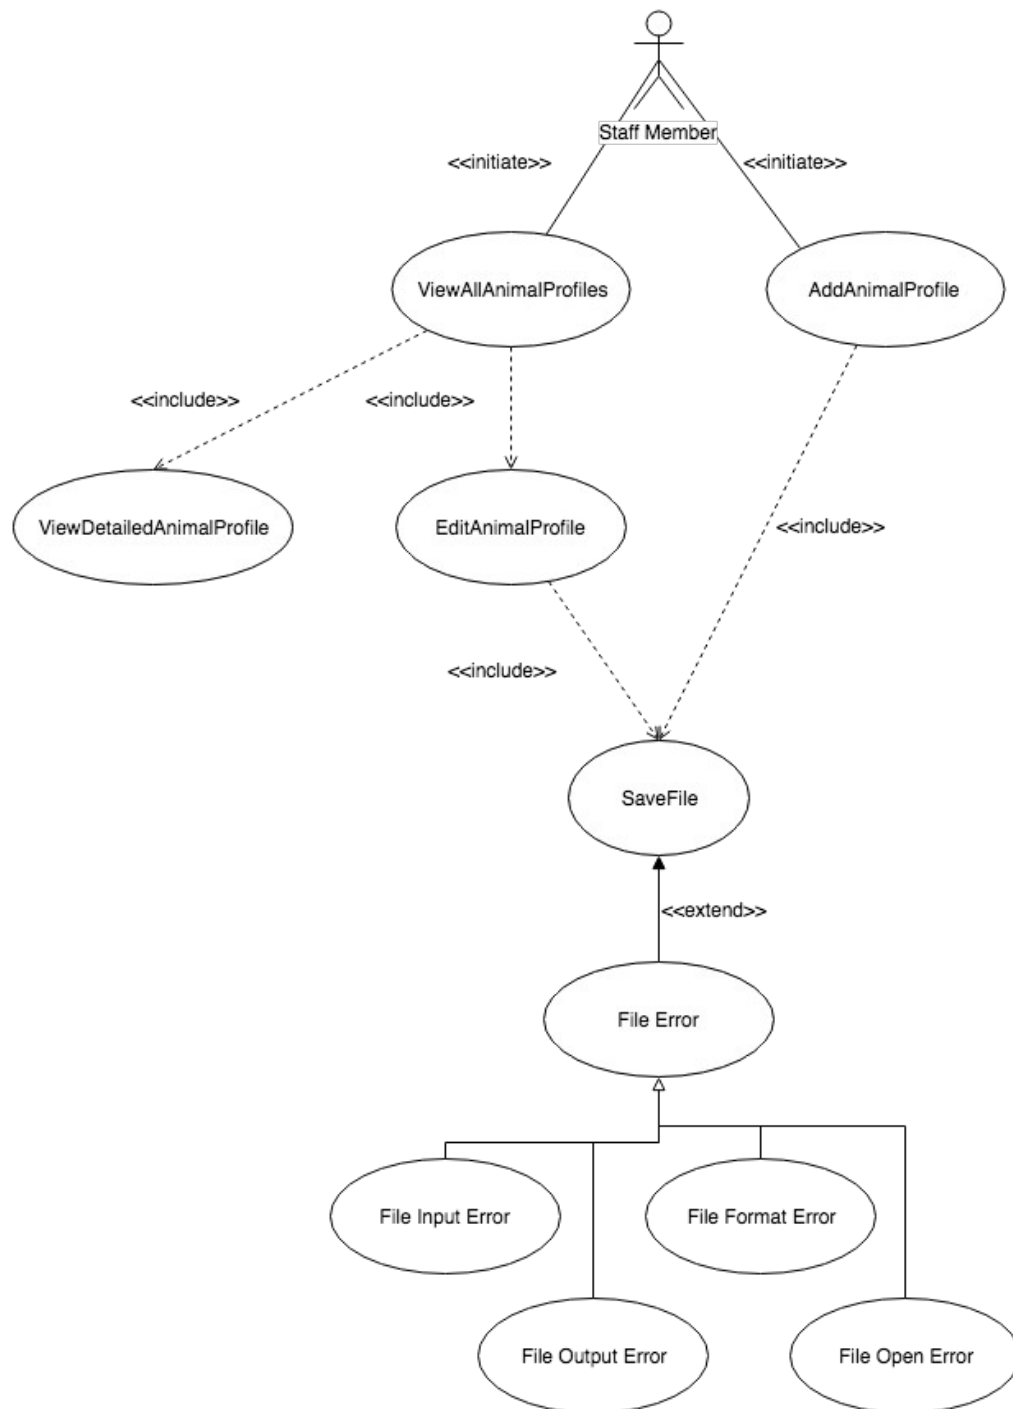 Staff Member
<<initiate>>
<<initiate>>
ViewAllAnimalProfiles
AddAnimalProfile
<<include>>
<<include>>
ViewDetailedAnimalProfile
EditAnimalProfile
<<include>>
<<include>>
SaveFile
<<extend>>
File Error
File Input Error
File Format Error
File Output Error
File Open Error